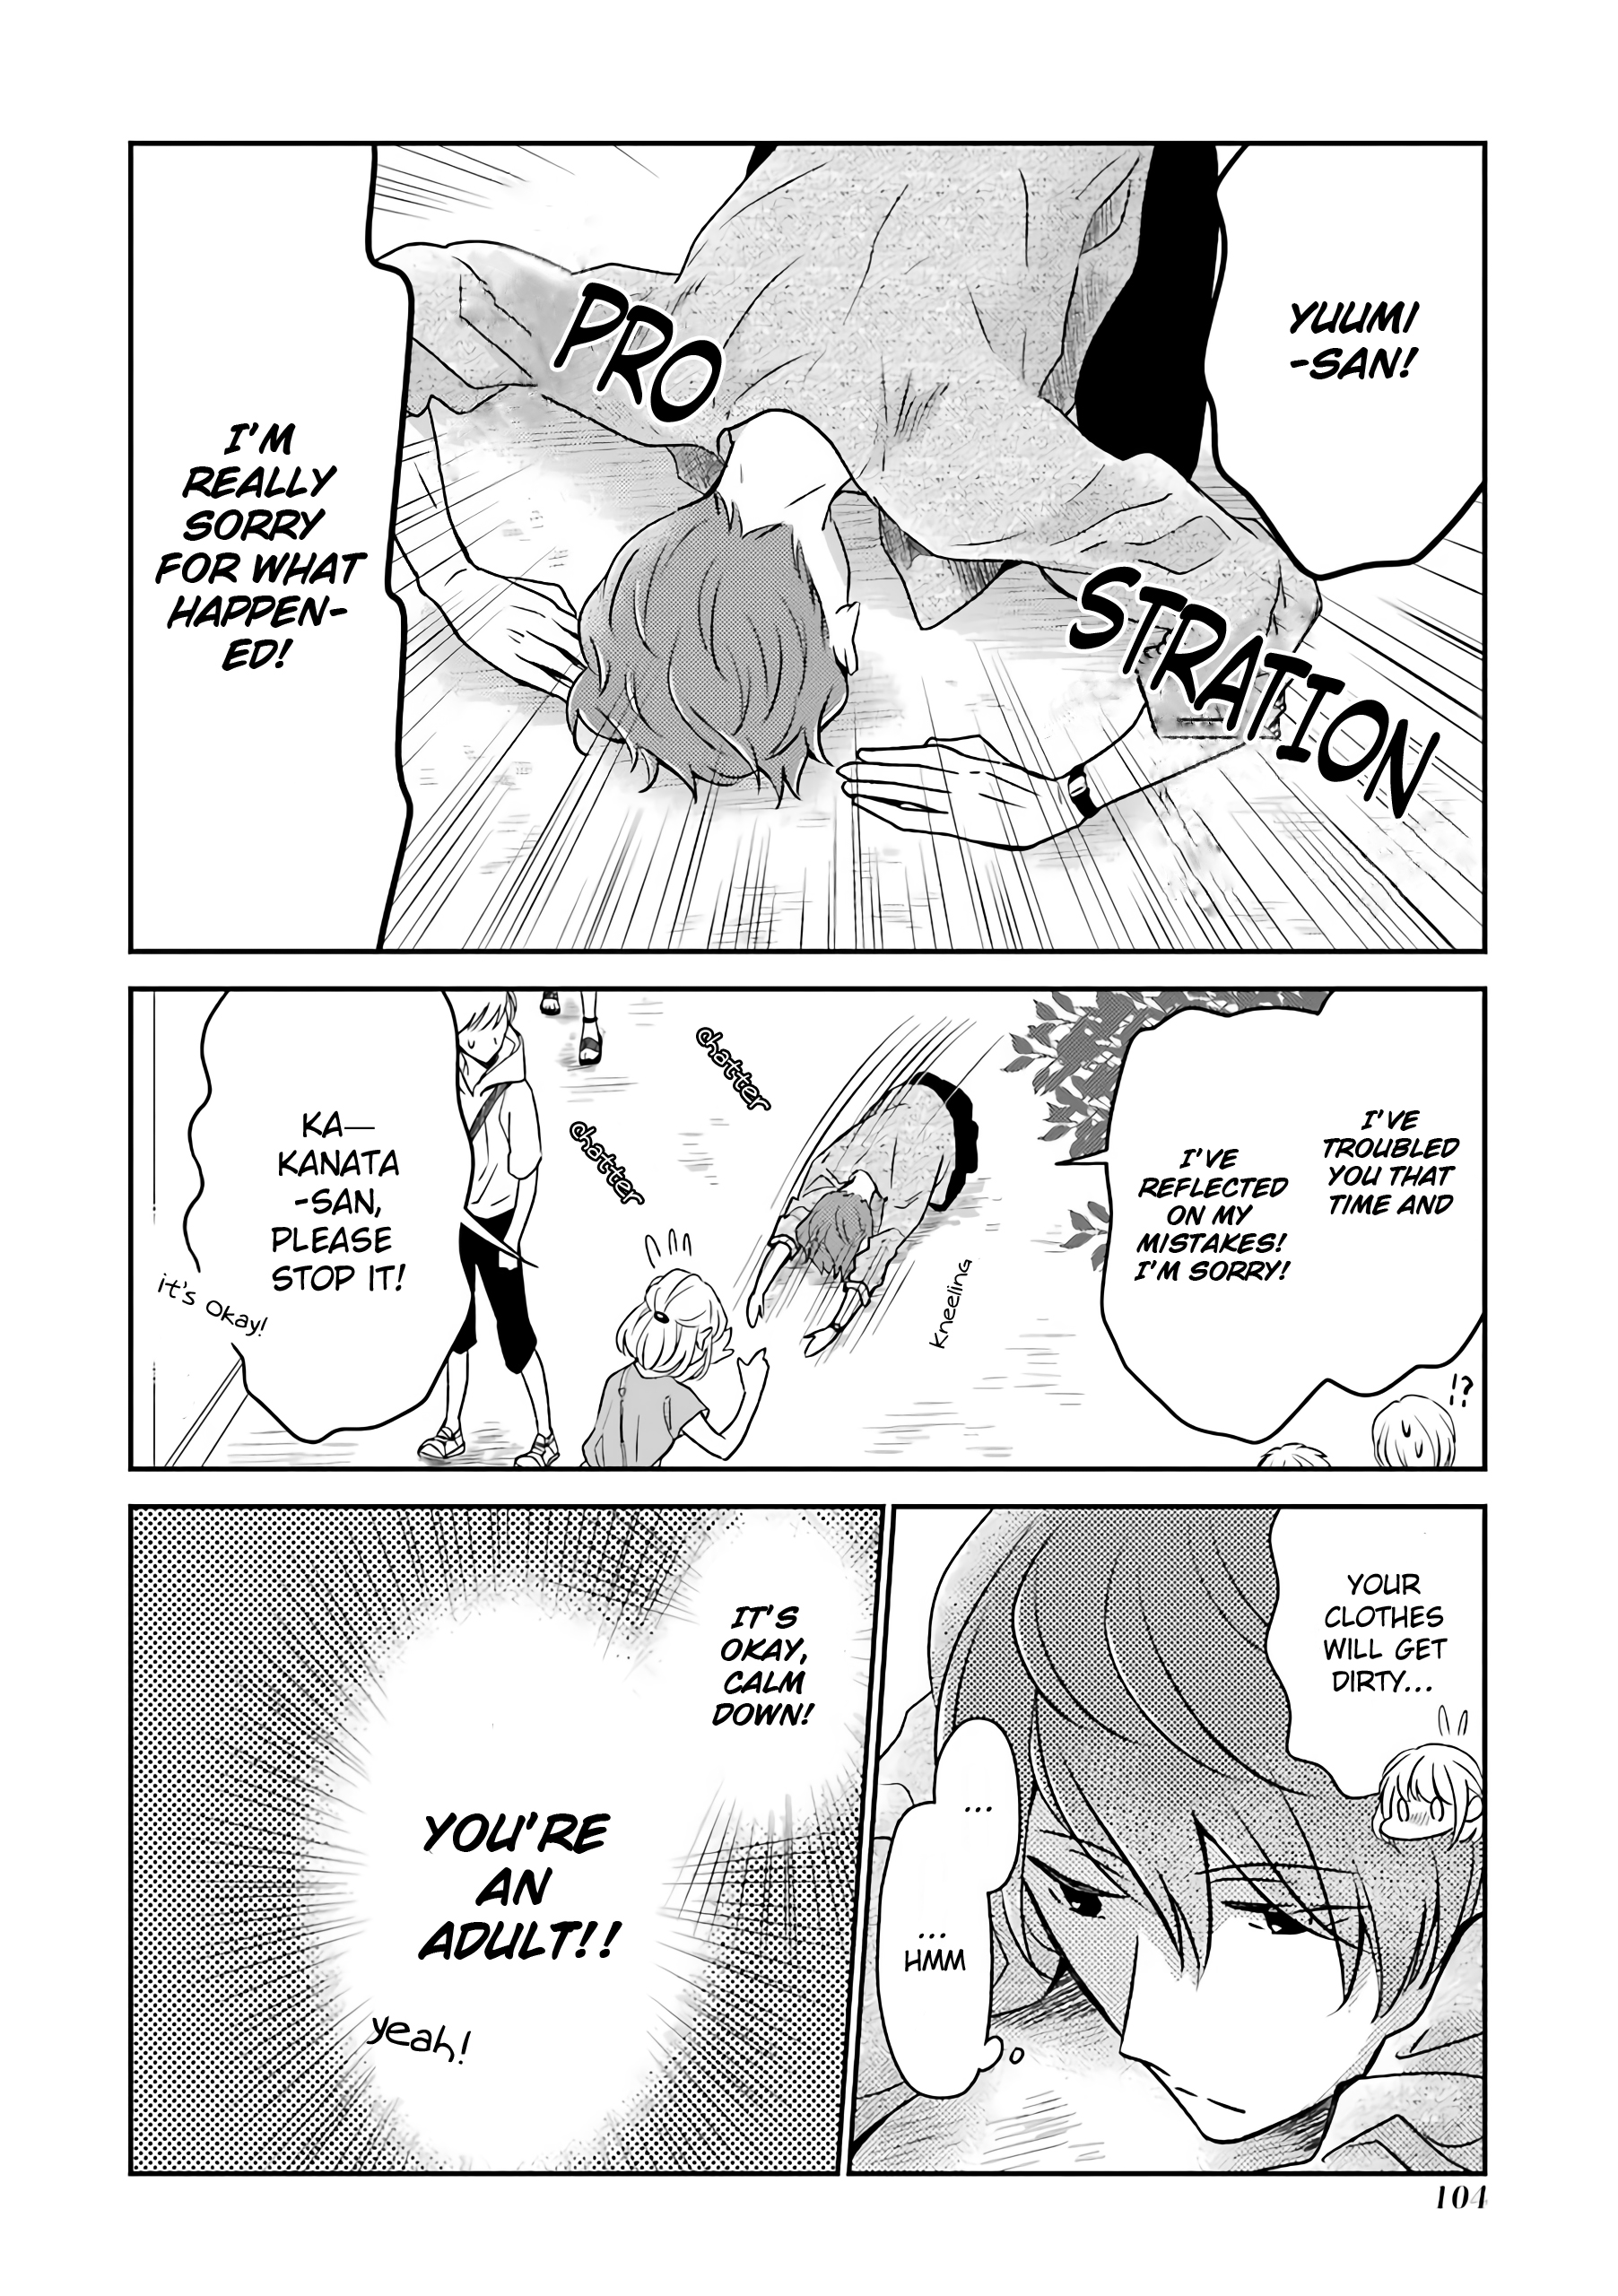 YUUMI
-SAN!
PRO
STRATION
I'M
REALLY
SORRY
FOR WHAT
HAPPEN-
ED!
I'VE
TROUBLED
YOU THAT
TIME AND
I'VE
REFLECTED
ON MY
MISTAKES!
I'M SORRY!
!?
kneeling
chatter
chatter
KA—
KANATA
-SAN,
PLEASE
STOP IT!
it's okay!
YOUR
CLOTHES
WILL GET
DIRTY...
...
...
HMM
IT'S
OKAY,
CALM
DOWN!
YOU'RE
AN
ADULT!!
yeah!
104